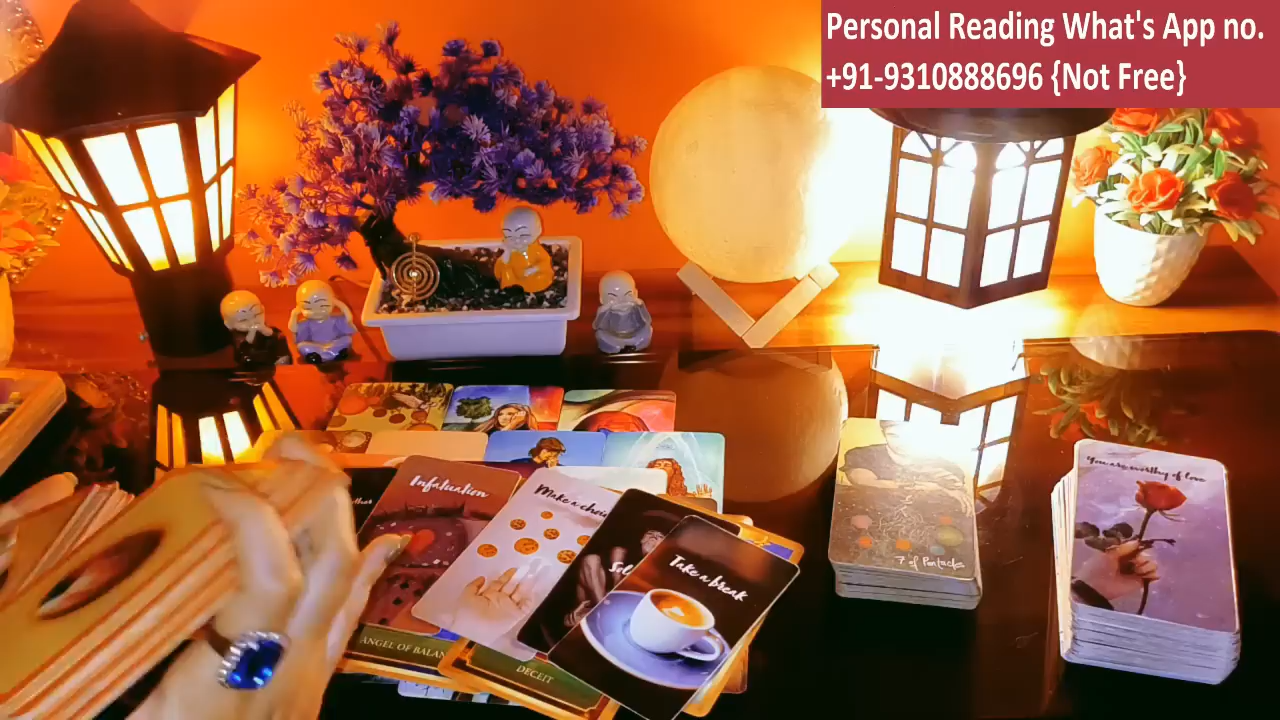 Personal Reading What's App no.
+91-9310888696 {Not Free}
You are worthy of love
Infatuation
Make a choice
Take a break
7 of Pentacles
ANGEL OF BALAN
DECEIT